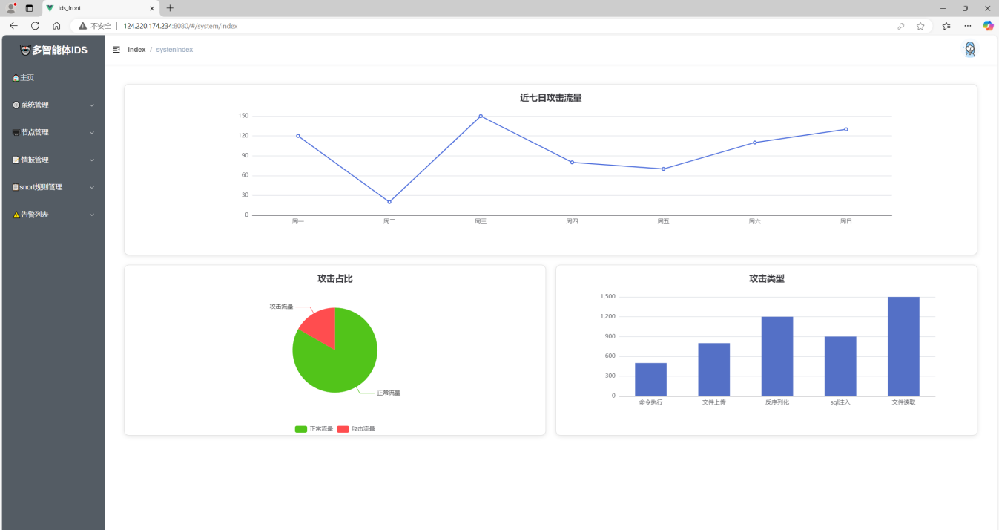 ids_front
不安全 | 124.220.174.234:8080/#/system/index
多智能体IDS
index / systenIndex
主页
系统管理
节点管理
情报管理
snort规则管理
告警列表
近七日攻击流量
150
120
90
60
30
0
周一 周二 周三 周四 周五 周六 周日
攻击占比
攻击流量
正常流量
正常流量 攻击流量
攻击类型
1,500
1,200
900
600
300
0
命令执行 文件上传 反序列化 sql注入 文件读取